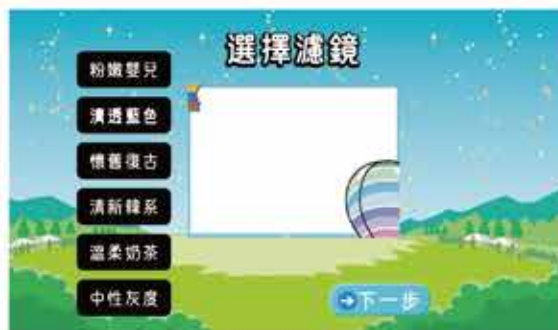 選擇濾鏡
粉嫩嬰兒
清透藍色
懷舊復古
清新韓系
溫柔奶茶
中性灰度
下一步